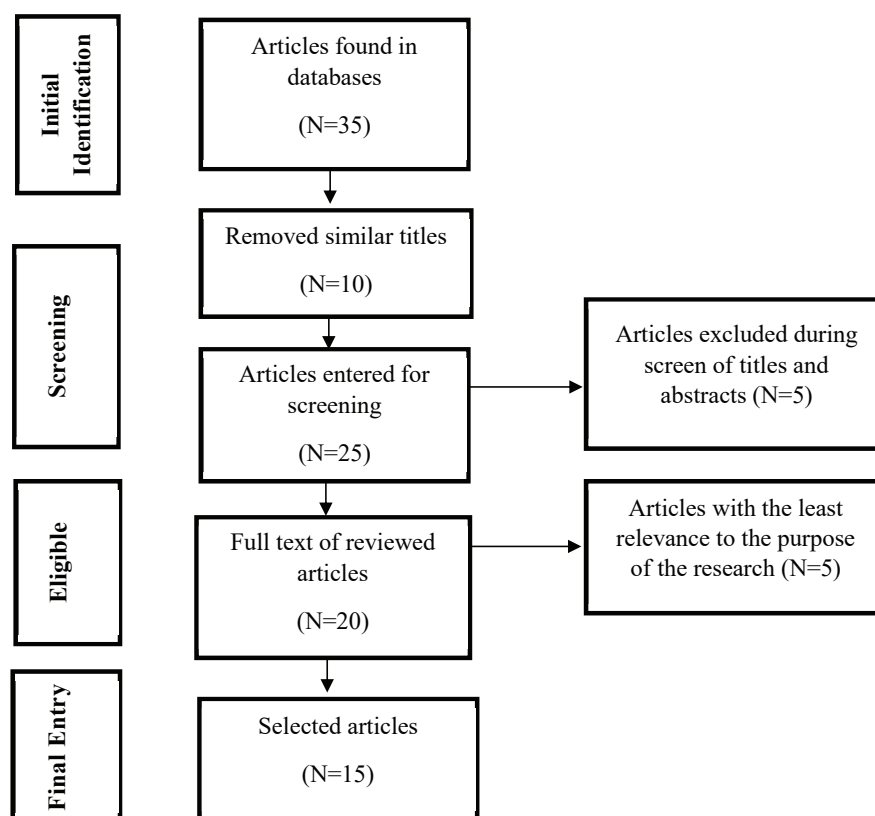 Initial
Identification
Articles found in
databases
(N=35)
Removed similar titles
(N=10)
Screening
Articles entered for
screening
(N=25)
Articles excluded during
screen of titles and
abstracts (N=5)
Eligible
Full text of reviewed
articles
(N=20)
Articles with the least
relevance to the purpose
of the research (N=5)
Final Entry
Selected articles
(N=15)